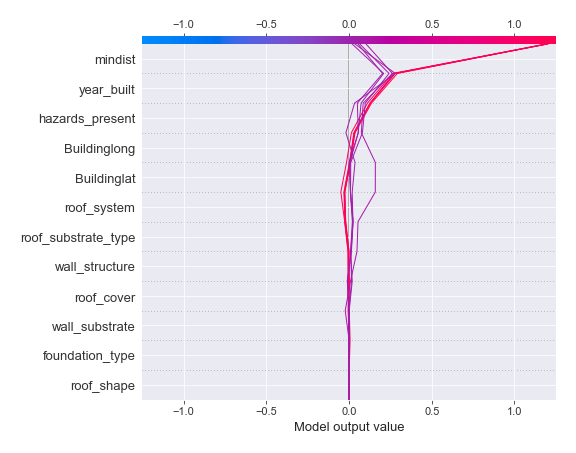 −1.0 −0.5 0.0 0.5 1.0
mindist
year_built
hazards_present
Buildinglong
Buildinglat
roof_system
roof_substrate_type
wall_structure
roof_cover
wall_substrate
foundation_type
roof_shape
−1.0 −0.5 0.0 0.5 1.0
Model output value